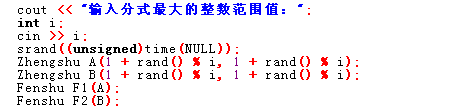 cout << "输入分式最大的整数范围值：";
int i;
cin >> i;
srand((unsigned)time(NULL));
Zhengshu A(1 + rand() % i, 1 + rand() % i);
Zhengshu B(1 + rand() % i, 1 + rand() % i);
Fenshu F1(A);
Fenshu F2(B);